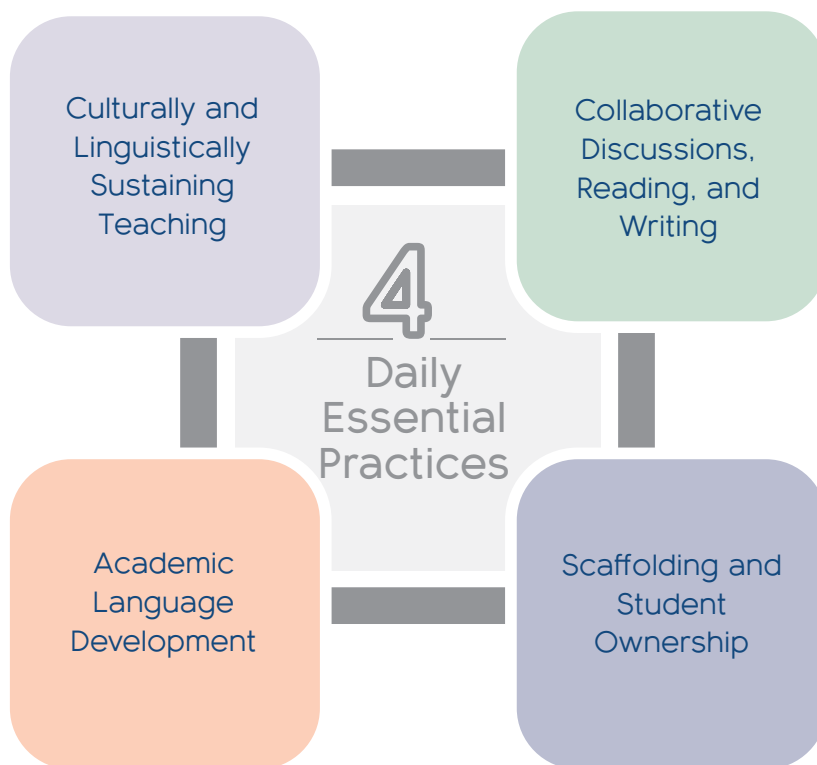 Culturally and
Linguistically
Sustaining
Teaching
Collaborative
Discussions,
Reading, and
Writing
4
Daily
Essential
Practices
Academic
Language
Development
Scaffolding and
Student
Ownership